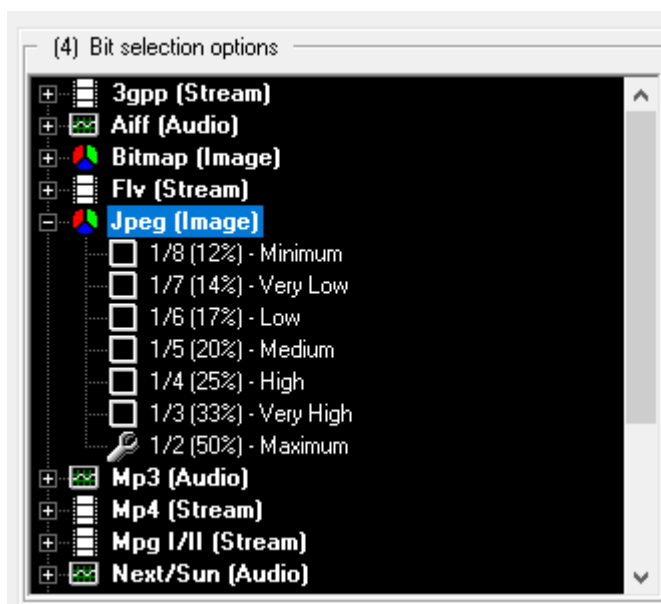 (4) Bit selection options
3gpp (Stream)
Aiff (Audio)
Bitmap (Image)
Flv (Stream)
Jpeg (Image)
1/8 (12%) - Minimum
1/7 (14%) - Very Low
1/6 (17%) - Low
1/5 (20%) - Medium
1/4 (25%) - High
1/3 (33%) - Very High
1/2 (50%) - Maximum
Mp3 (Audio)
Mp4 (Stream)
Mpg I/II (Stream)
Next/Sun (Audio)